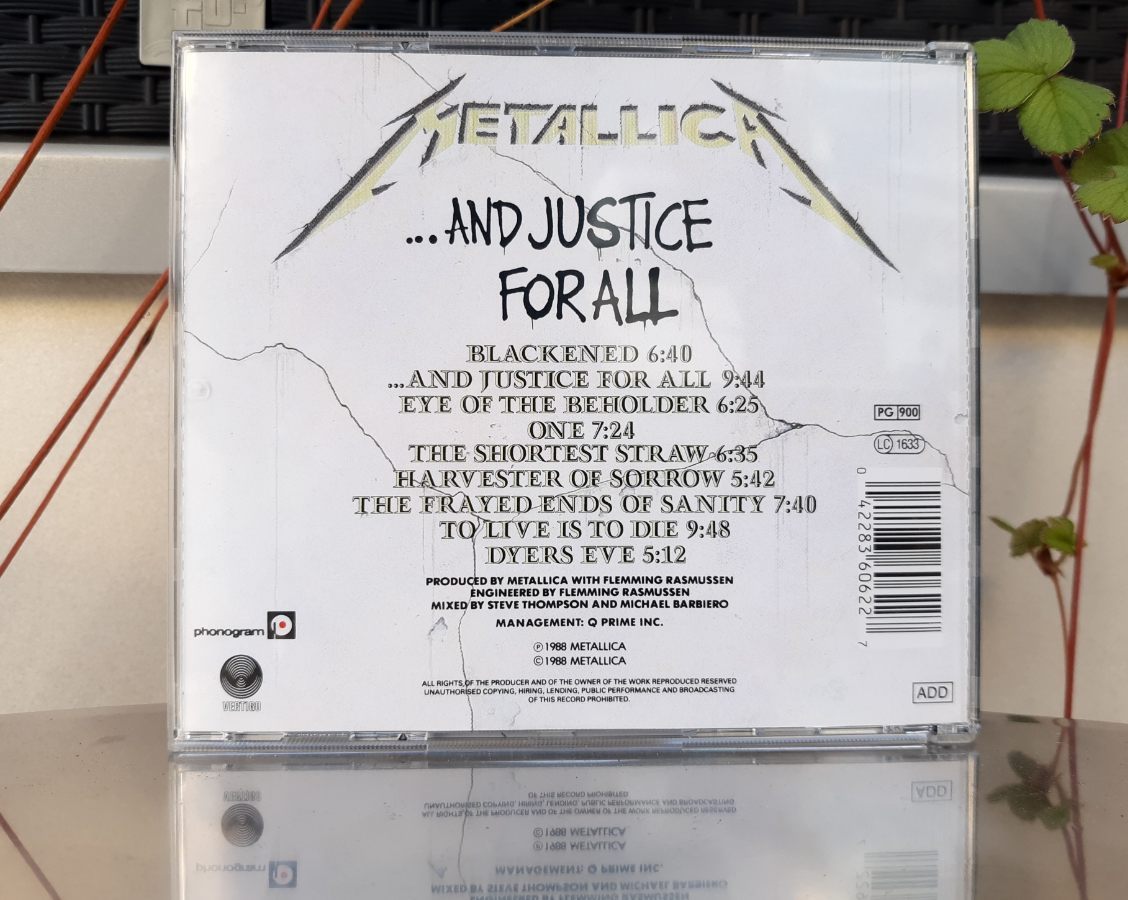 METALLICA
...AND JUSTICE
FOR ALL
BLACKENED 6:40
...AND JUSTICE FOR ALL 9:44
EYE OF THE BEHOLDER 6:25
ONE 7:24
THE SHORTEST STRAW 6:35
HARVESTER OF SORROW 5:42
THE FRAYED ENDS OF SANITY 7:40
TO LIVE IS TO DIE 9:48
DYERS EVE 5:12
PRODUCED BY METALLICA WITH FLEMMING RASMUSSEN
ENGINEERED BY FLEMMING RASMUSSEN
MIXED BY STEVE THOMPSON AND MICHAEL BARBIERO
MANAGEMENT: Q PRIME INC.
℗ 1988 METALLICA
© 1988 METALLICA
ALL RIGHTS OF THE PRODUCER AND OF THE OWNER OF THE WORK REPRODUCED RESERVED
UNAUTHORISED COPYING, HIRING, LENDING, PUBLIC PERFORMANCE AND BROADCASTING
OF THIS RECORD PROHIBITED.
phonogram
VERTIGO
PG 900
LC 1633
0 42283 60622 7
ADD